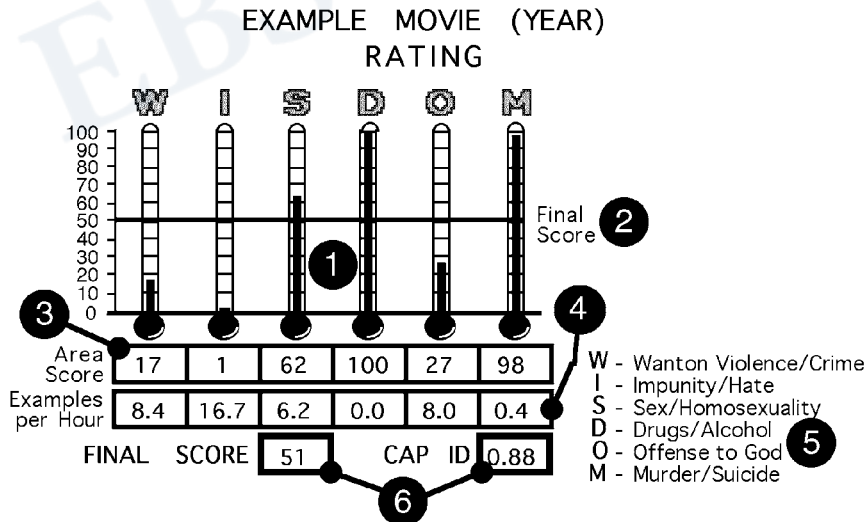 EXAMPLE MOVIE (YEAR)
RATING
W I S D O M
100
90
80
70
60
50
40
30
20
10
0
Final
Score
2
1
3
4
Area
Score
17 1 62 100 27 98
Examples
per Hour
8.4 16.7 6.2 0.0 8.0 0.4
FINAL SCORE 51 CAP ID 0.88
6
W - Wanton Violence/Crime
I - Impunity/Hate
S - Sex/Homosexuality
D - Drugs/Alcohol
O - Offense to God
M - Murder/Suicide
5